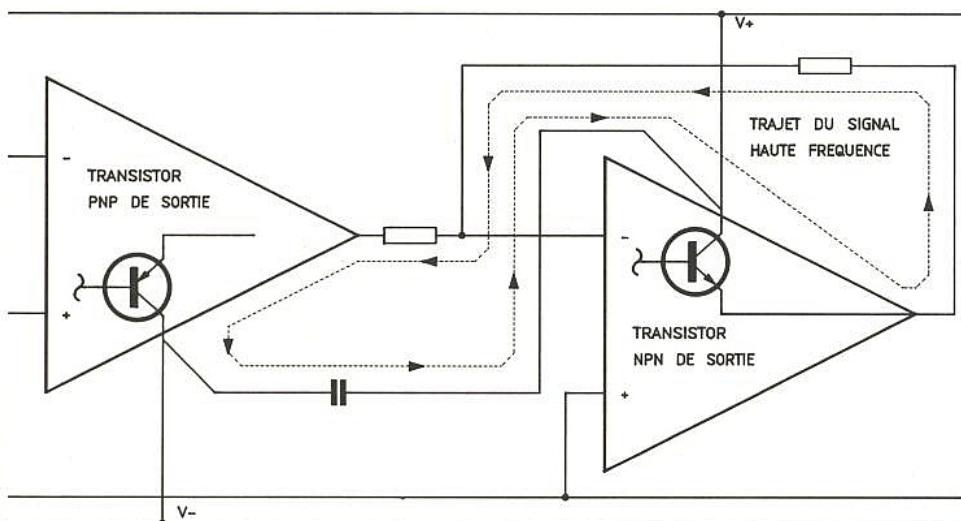 V+
TRAJET DU SIGNAL
HAUTE FREQUENCE
-
TRANSISTOR
PNP DE SORTIE
+
-
TRANSISTOR
NPN DE SORTIE
+
V-